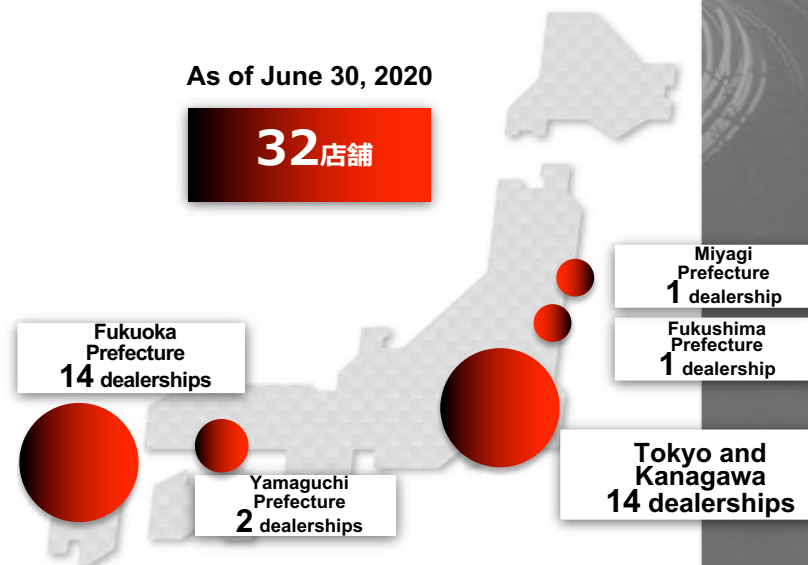 As of June 30, 2020
32店舗
Miyagi
Prefecture
1 dealership
Fukushima
Prefecture
1 dealership
Fukuoka
Prefecture
14 dealerships
Tokyo and
Kanagawa
14 dealerships
Yamaguchi
Prefecture
2 dealerships